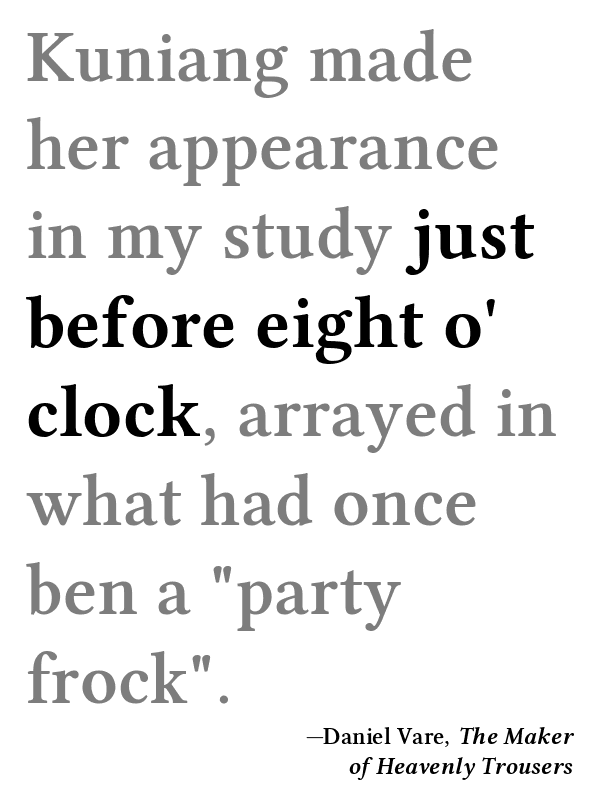 Kuniang made
her appearance
in my study just
before eight o'
clock, arrayed in
what had once
ben a "party
frock".
—Daniel Vare, The Maker
of Heavenly Trousers